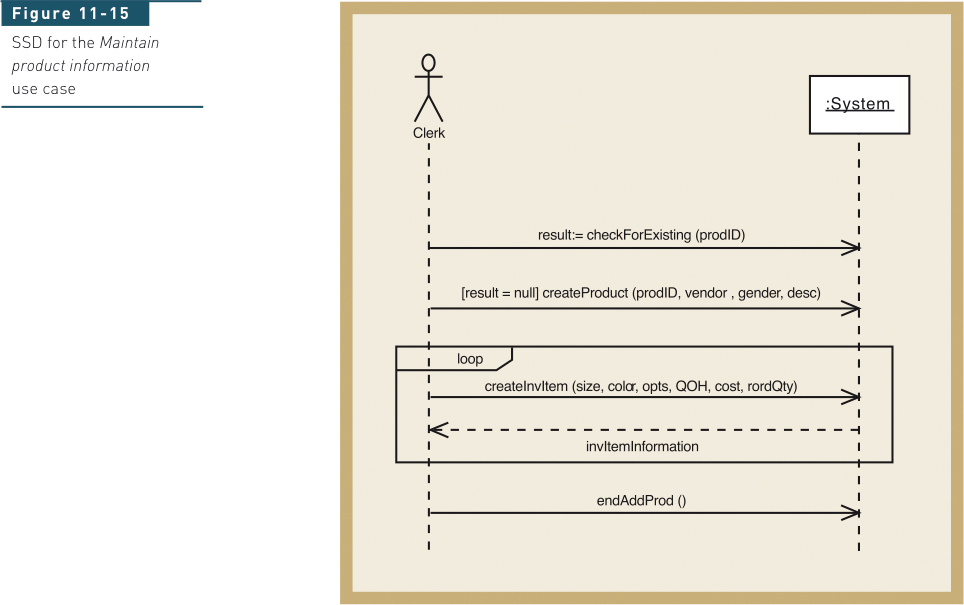 Figure 11-15
SSD for the Maintain
product information
use case
Clerk
:System
result:= checkForExisting (prodID)
[result = null] createProduct (prodID, vendor , gender, desc)
loop
createInvItem (size, color, opts, QOH, cost, rordQty)
invItemInformation
endAddProd ()